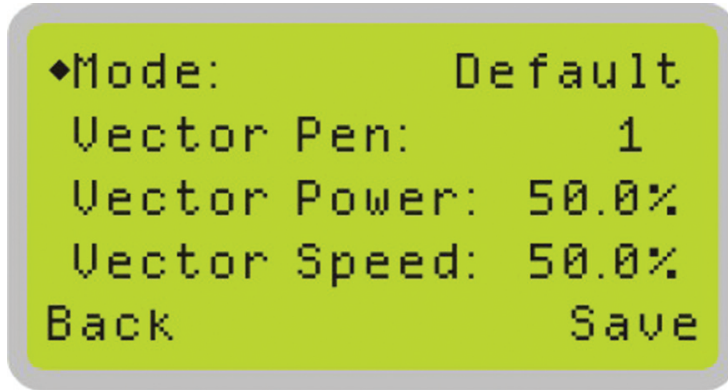 ◆Mode: Default
Vector Pen: 1
Vector Power: 50.0%
Vector Speed: 50.0%
Back Save